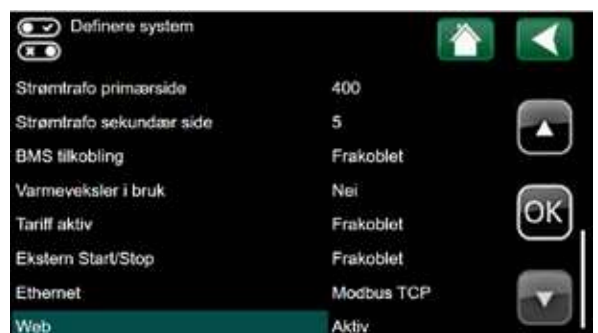 Definere system
Strømtrafo primærside 400
Strømtrafo sekundær side 5
BMS tilkobling Frakoblet
Varmeveksler i bruk Nei
Tariff aktiv Frakoblet
Ekstern Start/Stop Frakoblet
OK
Ethernet Modbus TCP
Web Aktiv